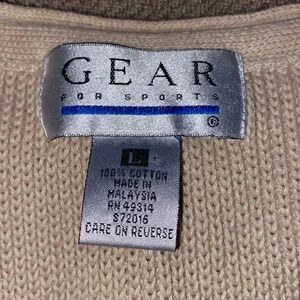 GEAR
FOR SPORTS
®
L
100% COTTON
MADE IN
MALAYSIA
RN 49314
S72016
CARE ON REVERSE